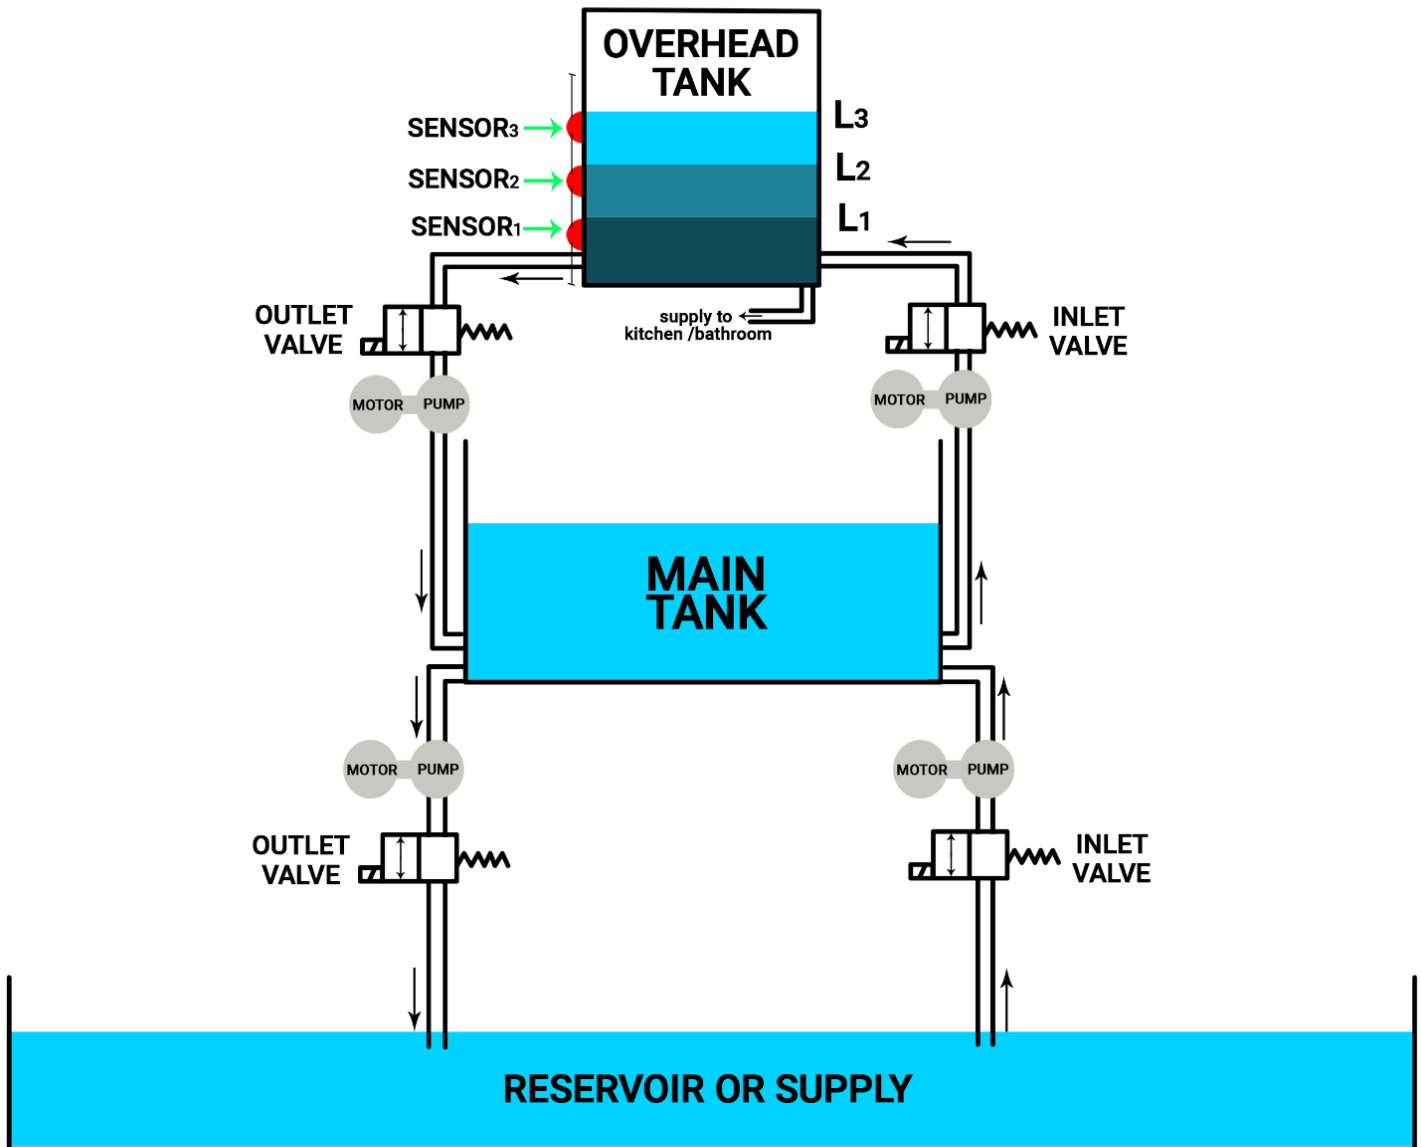 OVERHEAD
TANK
SENSOR3
L3
SENSOR2
L2
SENSOR1
L1
supply to
kitchen /bathroom
OUTLET
VALVE
INLET
VALVE
MOTOR PUMP
MOTOR PUMP
MAIN
TANK
MOTOR PUMP
MOTOR PUMP
OUTLET
VALVE
INLET
VALVE
RESERVOIR OR SUPPLY